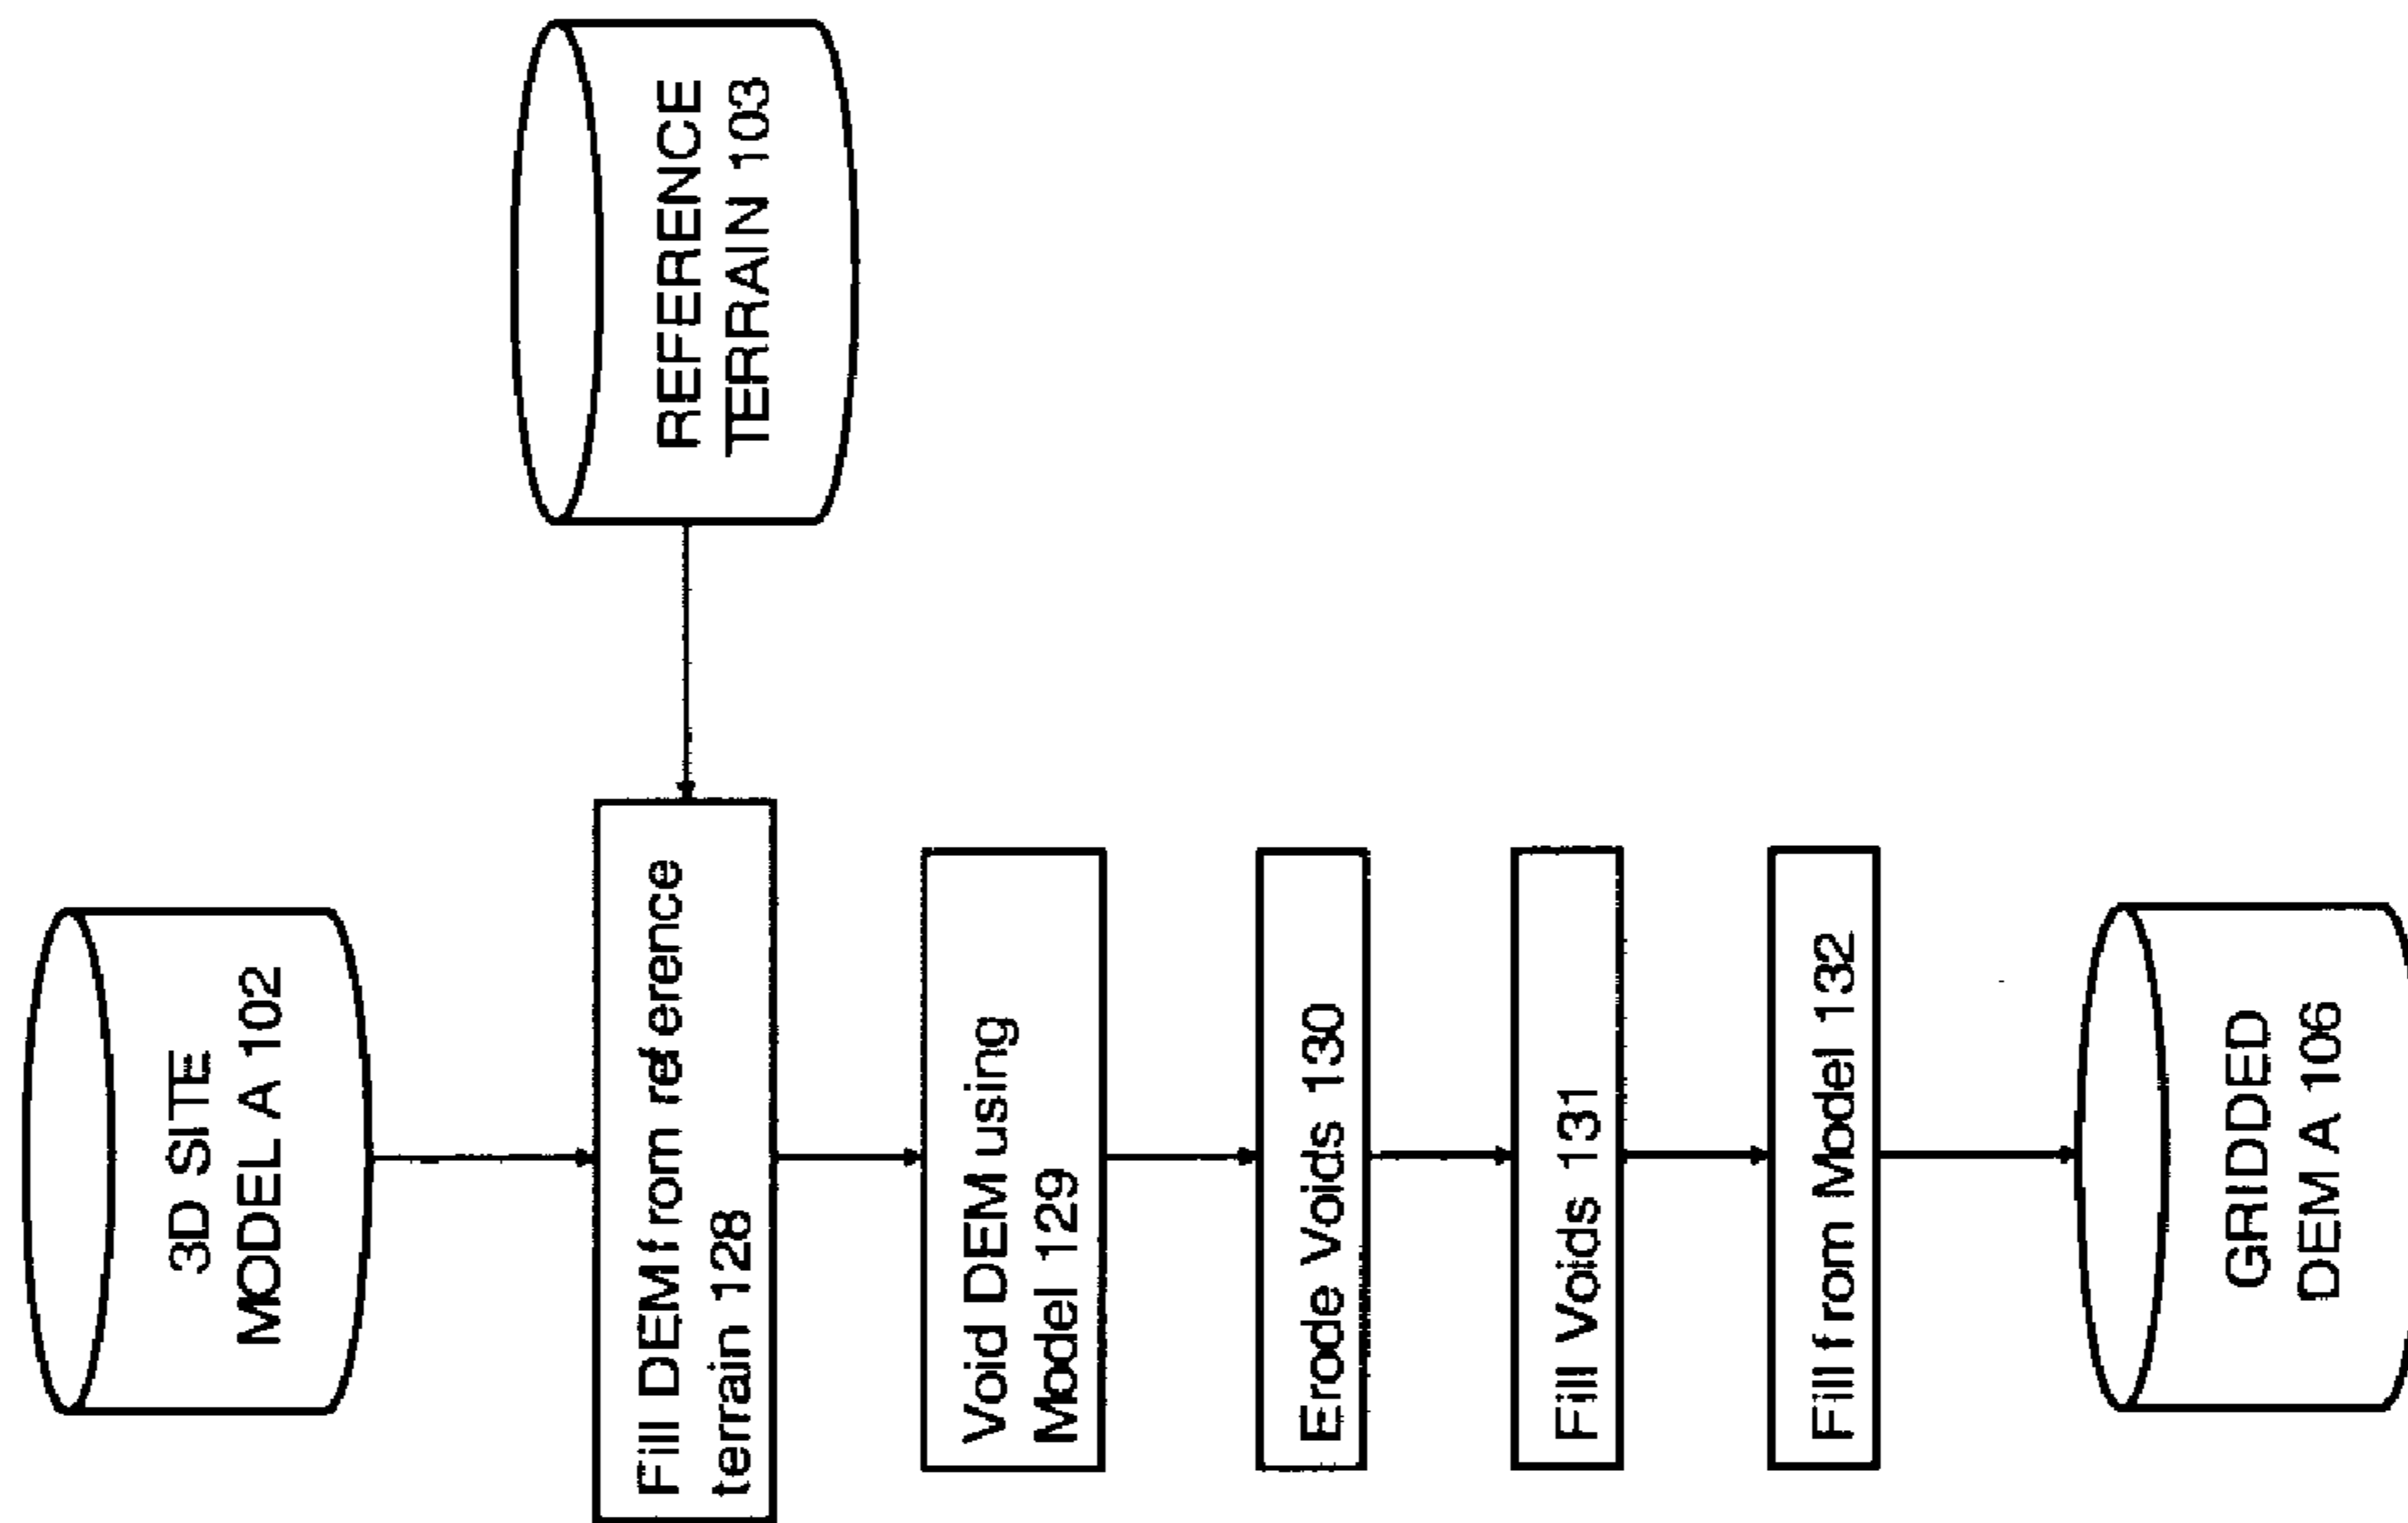 3D SITE
MODEL A 102
REFERENCE
TERRAIN 103
Fill DEM from reference
terrain 128
Void DEM using
Model 129
Erode Voids 130
Fill Voids 131
Fill from Model 132
GRIDDED
DEM A 106